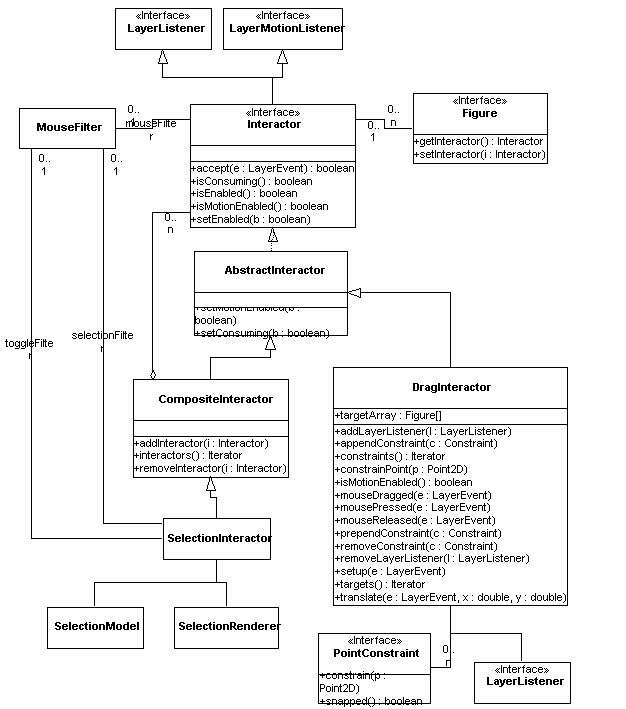 «Interface»
LayerListener
«Interface»
LayerMotionListener
«Interface»
Interactor
+accept(e : LayerEvent) : boolean
+isConsuming() : boolean
+isEnabled() : boolean
+isMotionEnabled() : boolean
+setEnabled(b : boolean)
0..
1
mouseFilte
r
MouseFilter
0..
1
0..
1
0..
n
0..
1
«Interface»
Figure
+getInteractor() : Interactor
+setInteractor(i : Interactor)
0..
n
AbstractInteractor
+setMotionEnabled(b :
boolean)
+setConsuming(b : boolean)
toggleFilte
r
selectionFilte
r
CompositeInteractor
+addInteractor(i : Interactor)
+interactors() : Iterator
+removeInteractor(i : Interactor)
DragInteractor
+targetArray : Figure[]
+addLayerListener(l : LayerListener)
+appendConstraint(c : Constraint)
+constraints() : Iterator
+constrainPoint(p : Point2D)
+isMotionEnabled() : boolean
+mouseDragged(e : LayerEvent)
+mousePressed(e : LayerEvent)
+mouseReleased(e : LayerEvent)
+prependConstraint(c : Constraint)
+removeConstraint(c : Constraint)
+removeLayerListener(l : LayerListener)
+setup(e : LayerEvent)
+targets() : Iterator
+translate(e : LayerEvent, x : double, y : double)
SelectionInteractor
SelectionModel
SelectionRenderer
«Interface»
PointConstraint
+constrain(p :
Point2D)
+snapped() : boolean
0..
n
«Interface»
LayerListener